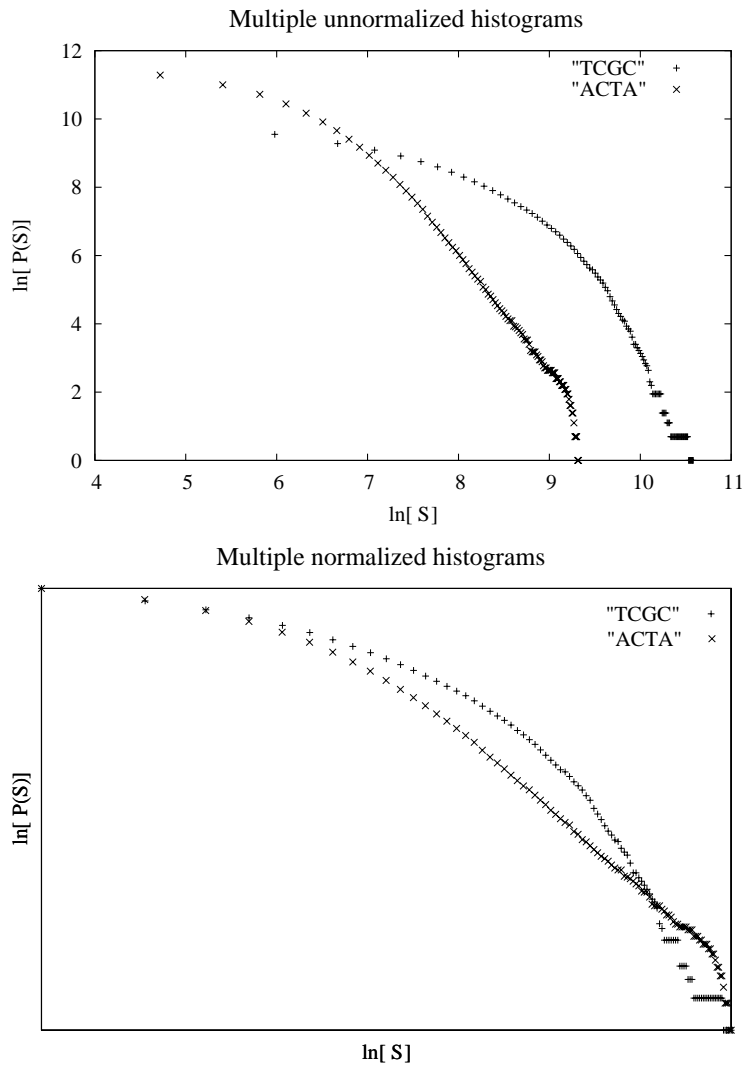 Multiple unnormalized histograms
12
10
8
6
4
2
0
ln[ P(S)]
"TCGC"
"ACTA"
4 5 6 7 8 9 10 11
ln[ S]
Multiple normalized histograms
"TCGC"
"ACTA"
ln[ P(S)]
ln[ S]